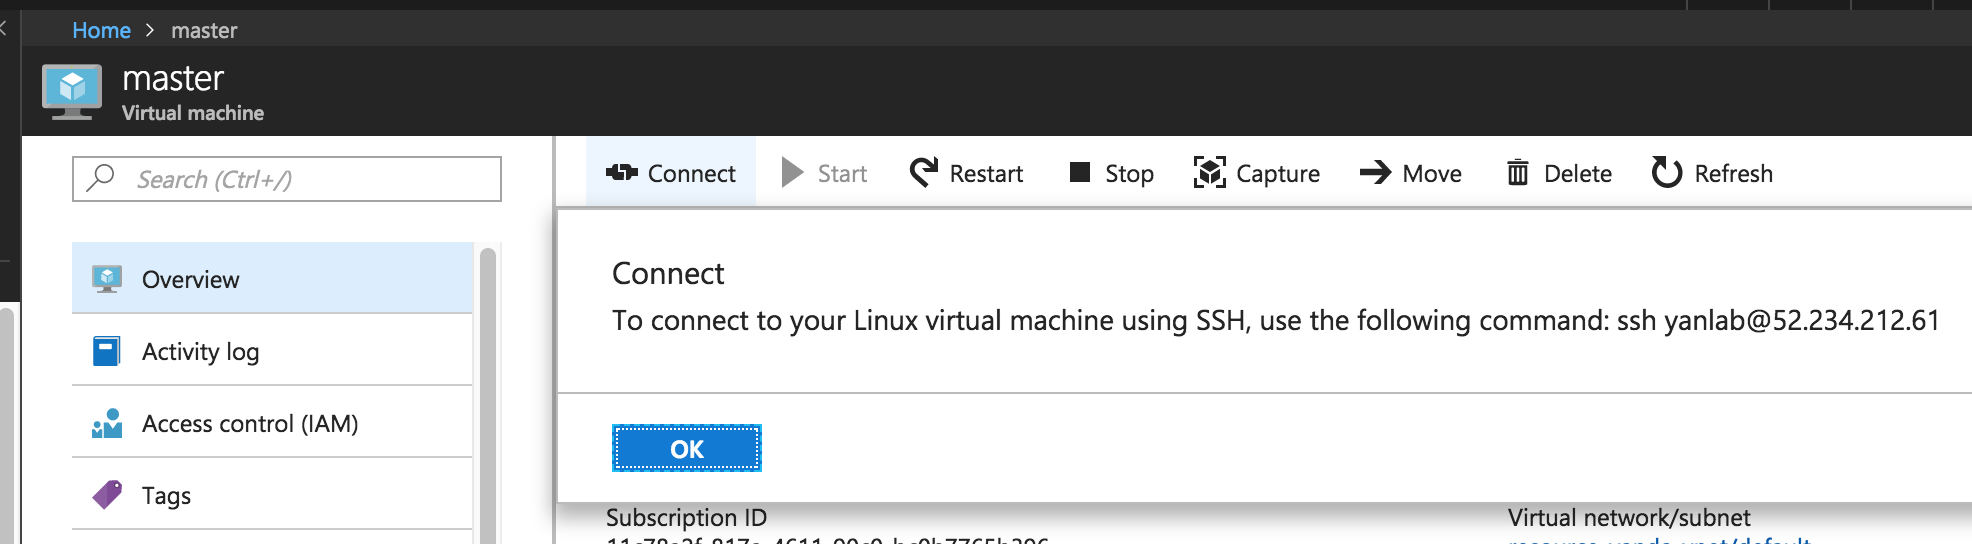 Home > master
master
Virtual machine
Search (Ctrl+/)
Connect Start Restart Stop Capture Move Delete Refresh
Overview
Activity log
Access control (IAM)
Tags
Connect
To connect to your Linux virtual machine using SSH, use the following command: ssh yanlab@52.234.212.61
OK
Subscription ID
Virtual network/subnet